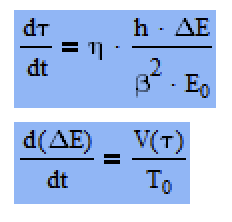 dτ/dt = η · (h · ΔE)/(β² · E₀)
d(ΔE)/dt = V(τ)/T₀